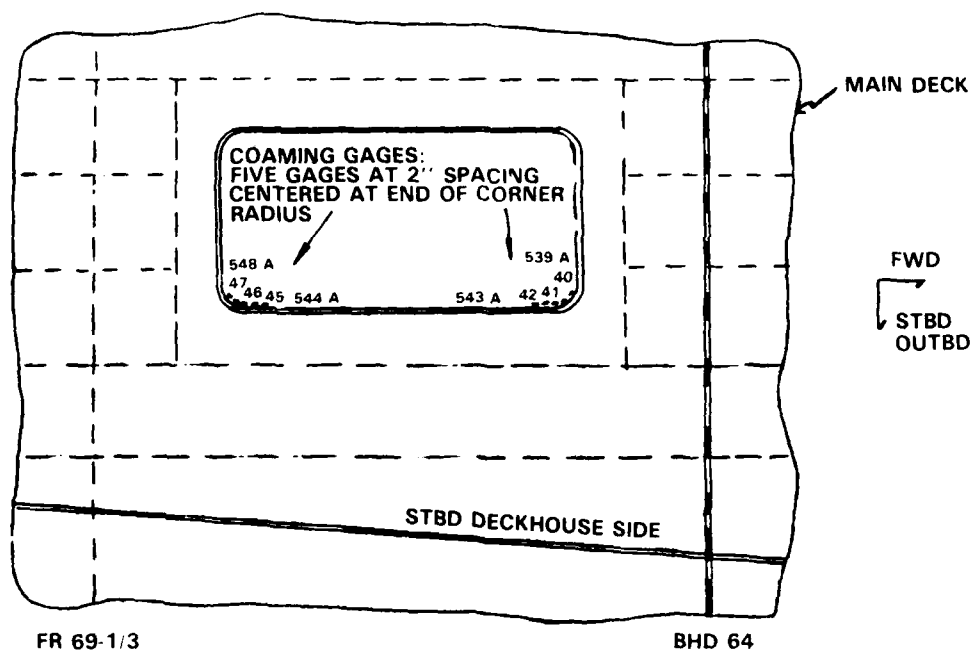 MAIN DECK
COAMING GAGES:
FIVE GAGES AT 2'' SPACING
CENTERED AT END OF CORNER
RADIUS
548 A
539 A
47
46 45 544 A
543 A 42 41 40
FWD
STBD
OUTBD
STBD DECKHOUSE SIDE
FR 69-1/3
BHD 64